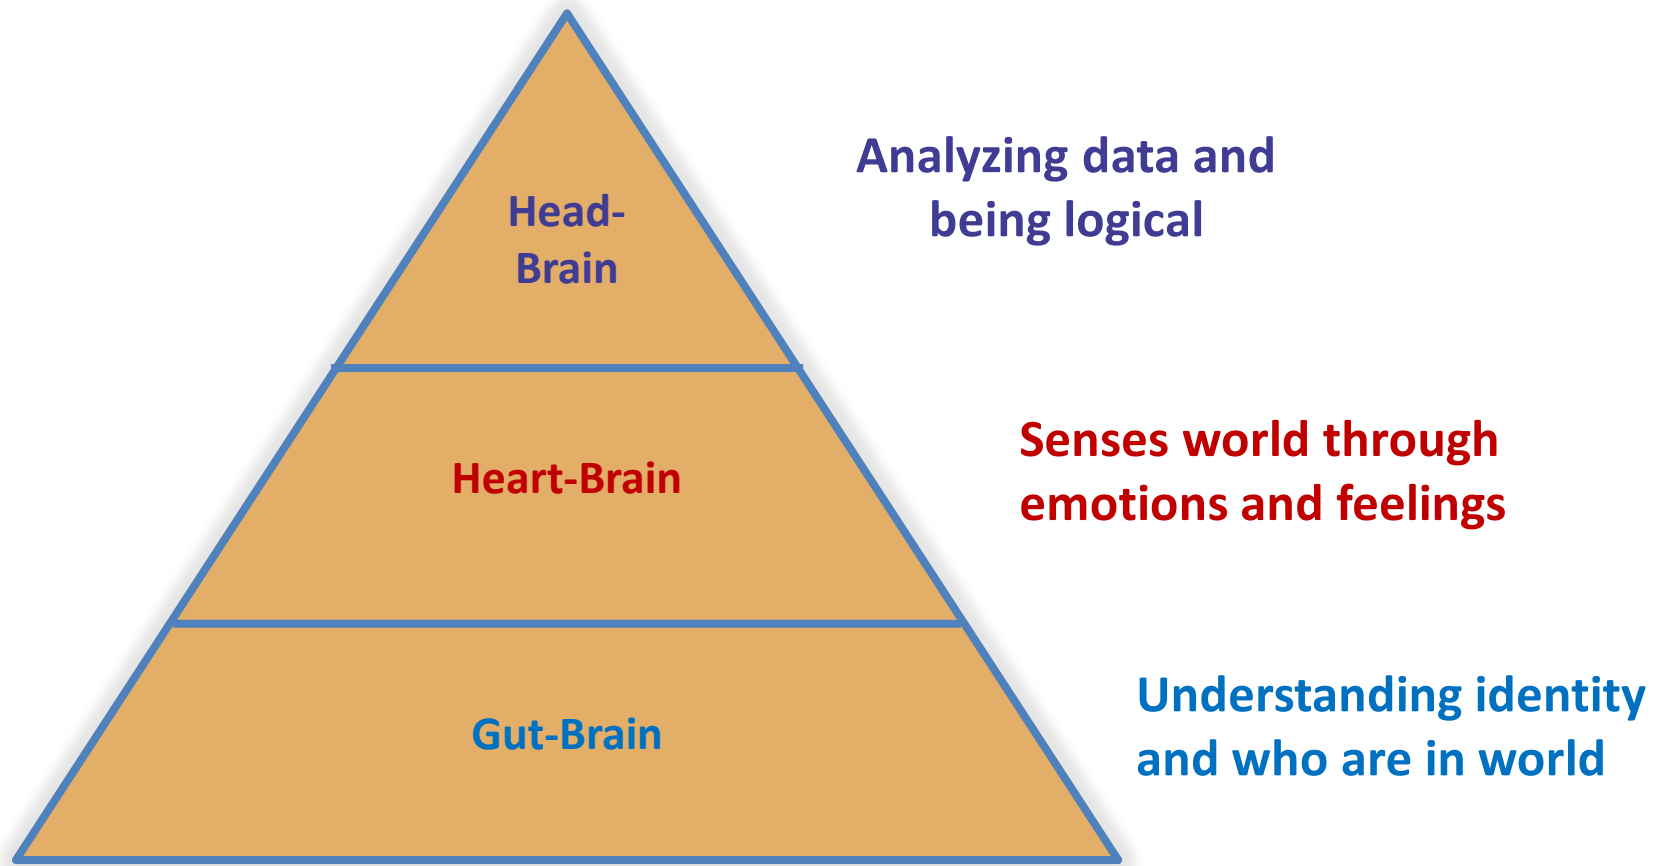 Head-
Brain
Analyzing data and
being logical
Heart-Brain
Senses world through
emotions and feelings
Gut-Brain
Understanding identity
and who are in world